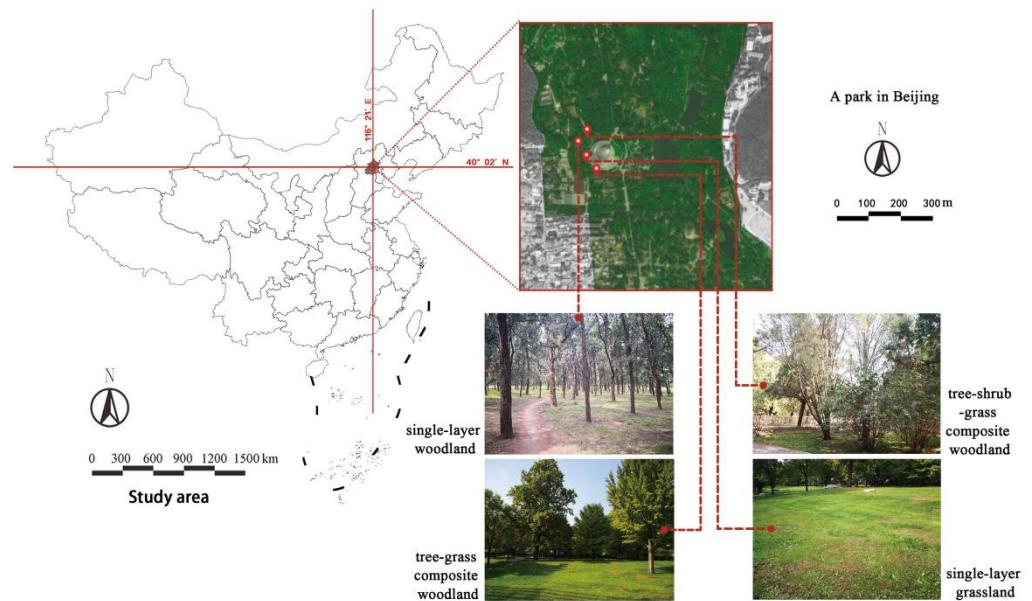 116° 21′ E
40° 02′ N
N
0 300 600 900 1200 1500 km
Study area
A park in Beijing
N
0 100 200 300 m
single-layer
woodland
tree-shrub
-grass
composite
woodland
tree-grass
composite
woodland
single-layer
grassland